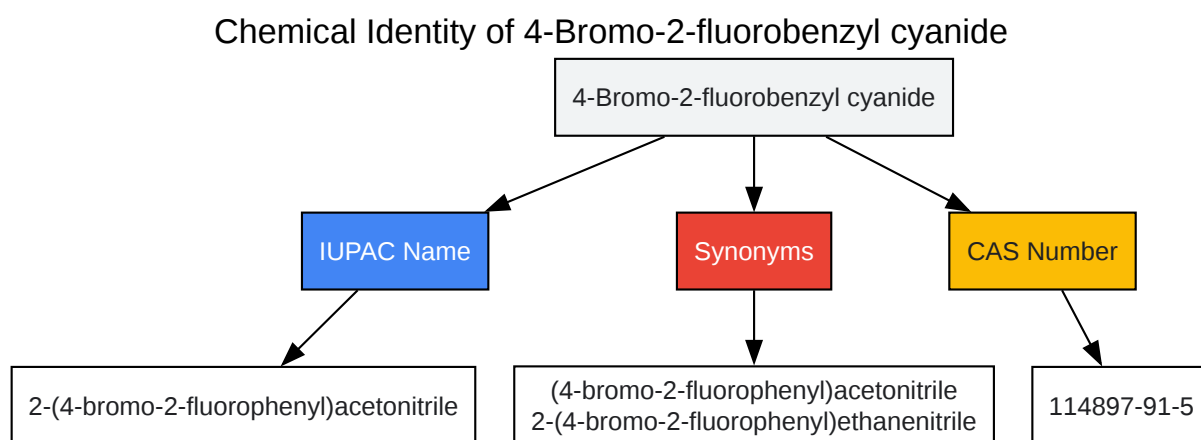 Chemical Identity of 4-Bromo-2-fluorobenzyl cyanide
4-Bromo-2-fluorobenzyl cyanide
IUPAC Name
Synonyms
CAS Number
2-(4-bromo-2-fluorophenyl)acetonitrile
(4-bromo-2-fluorophenyl)acetonitrile
2-(4-bromo-2-fluorophenyl)ethanenitrile
114897-91-5